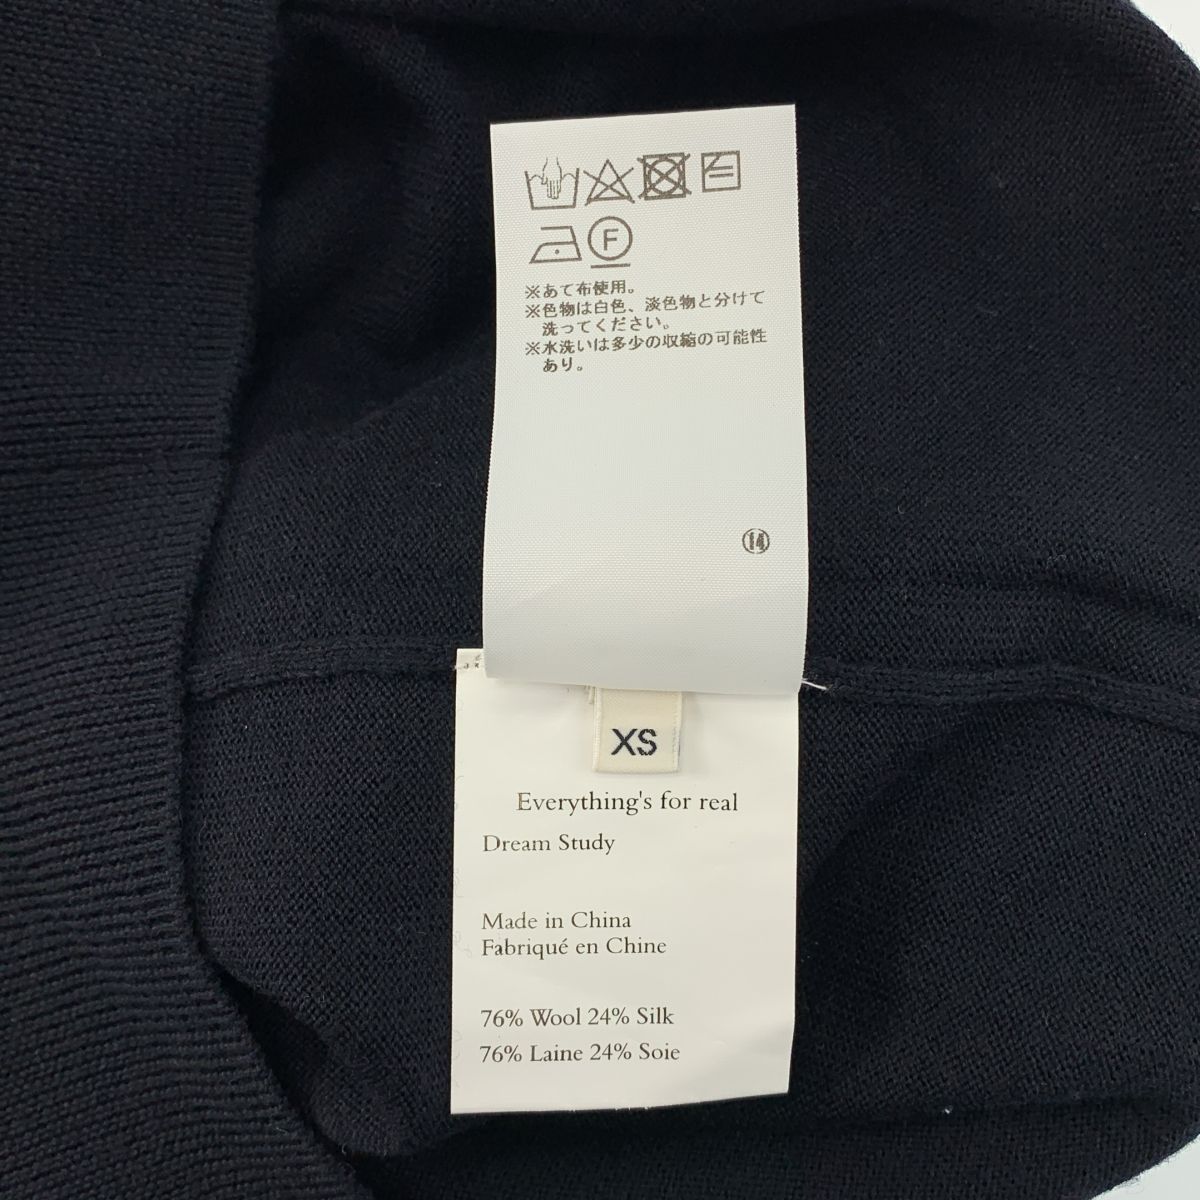 F
※あて布使用。
※色物は白色、淡色物と分けて
洗ってください。
※水洗いは多少の収縮の可能性
あり。
⑭
XS
Everything's for real
Dream Study
Made in China
Fabriqué en Chine
76% Wool 24% Silk
76% Laine 24% Soie